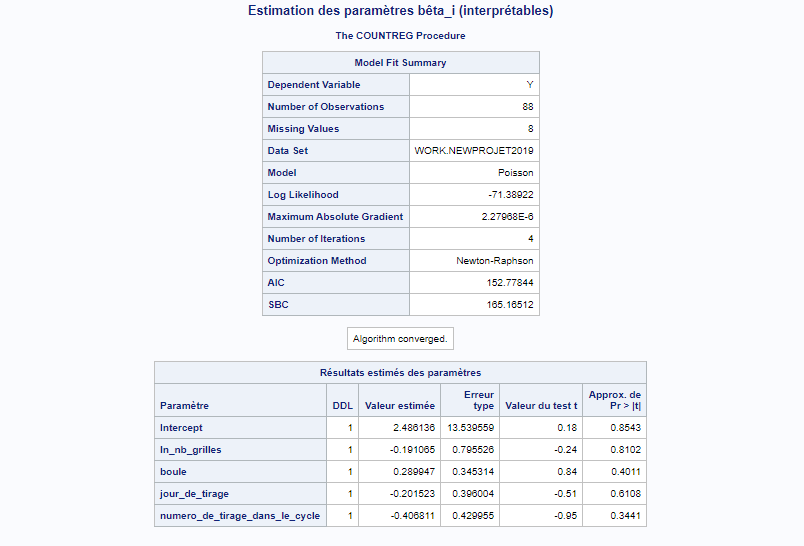 Estimation des paramètres bêta_i (interprétables)
The COUNTREG Procedure
Model Fit Summary
Dependent Variable Y
Number of Observations 88
Missing Values 8
Data Set WORK.NEWPROJET2019
Model Poisson
Log Likelihood -71.38922
Maximum Absolute Gradient 2.27968E-6
Number of Iterations 4
Optimization Method Newton-Raphson
AIC 152.77844
SBC 165.16512
Algorithm converged.
Résultats estimés des paramètres
Paramètre DDL Valeur estimée Erreur type Valeur du test t Approx. de Pr > |t|
Intercept 1 2.486136 13.539559 0.18 0.8543
ln_nb_grilles 1 -0.191065 0.795526 -0.24 0.8102
boule 1 0.289947 0.345314 0.84 0.4011
jour_de_tirage 1 -0.201523 0.396004 -0.51 0.6108
numero_de_tirage_dans_le_cycle 1 -0.406811 0.429955 -0.95 0.3441